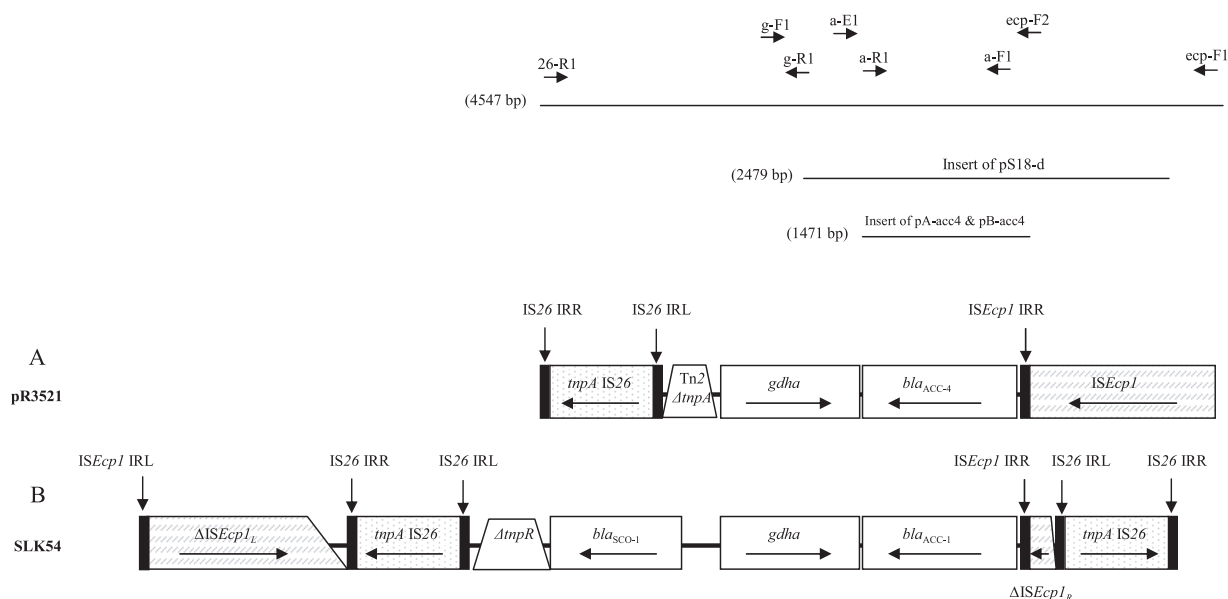 g-F1 a-E1 ecp-F2
26-R1 g-R1 a-R1 a-F1 ecp-F1
(4547 bp)
Insert of pS18-d
(2479 bp)
Insert of pA-acc4 & pB-acc4
(1471 bp)
IS26 IRR IS26 IRL ISEcp1 IRR
A
pR3521
tnpA IS26 Tn2 ΔtnpA gdha blaACC-4 ISEcp1
ISEcp1 IRL IS26 IRR IS26 IRL ISEcp1 IRR IS26 IRL IS26 IRR
B
SLK54
ΔISEcp1L tnpA IS26 ΔtnpR blaSCO-1 gdha blaACC-1 tnpA IS26
ΔISEcp1R